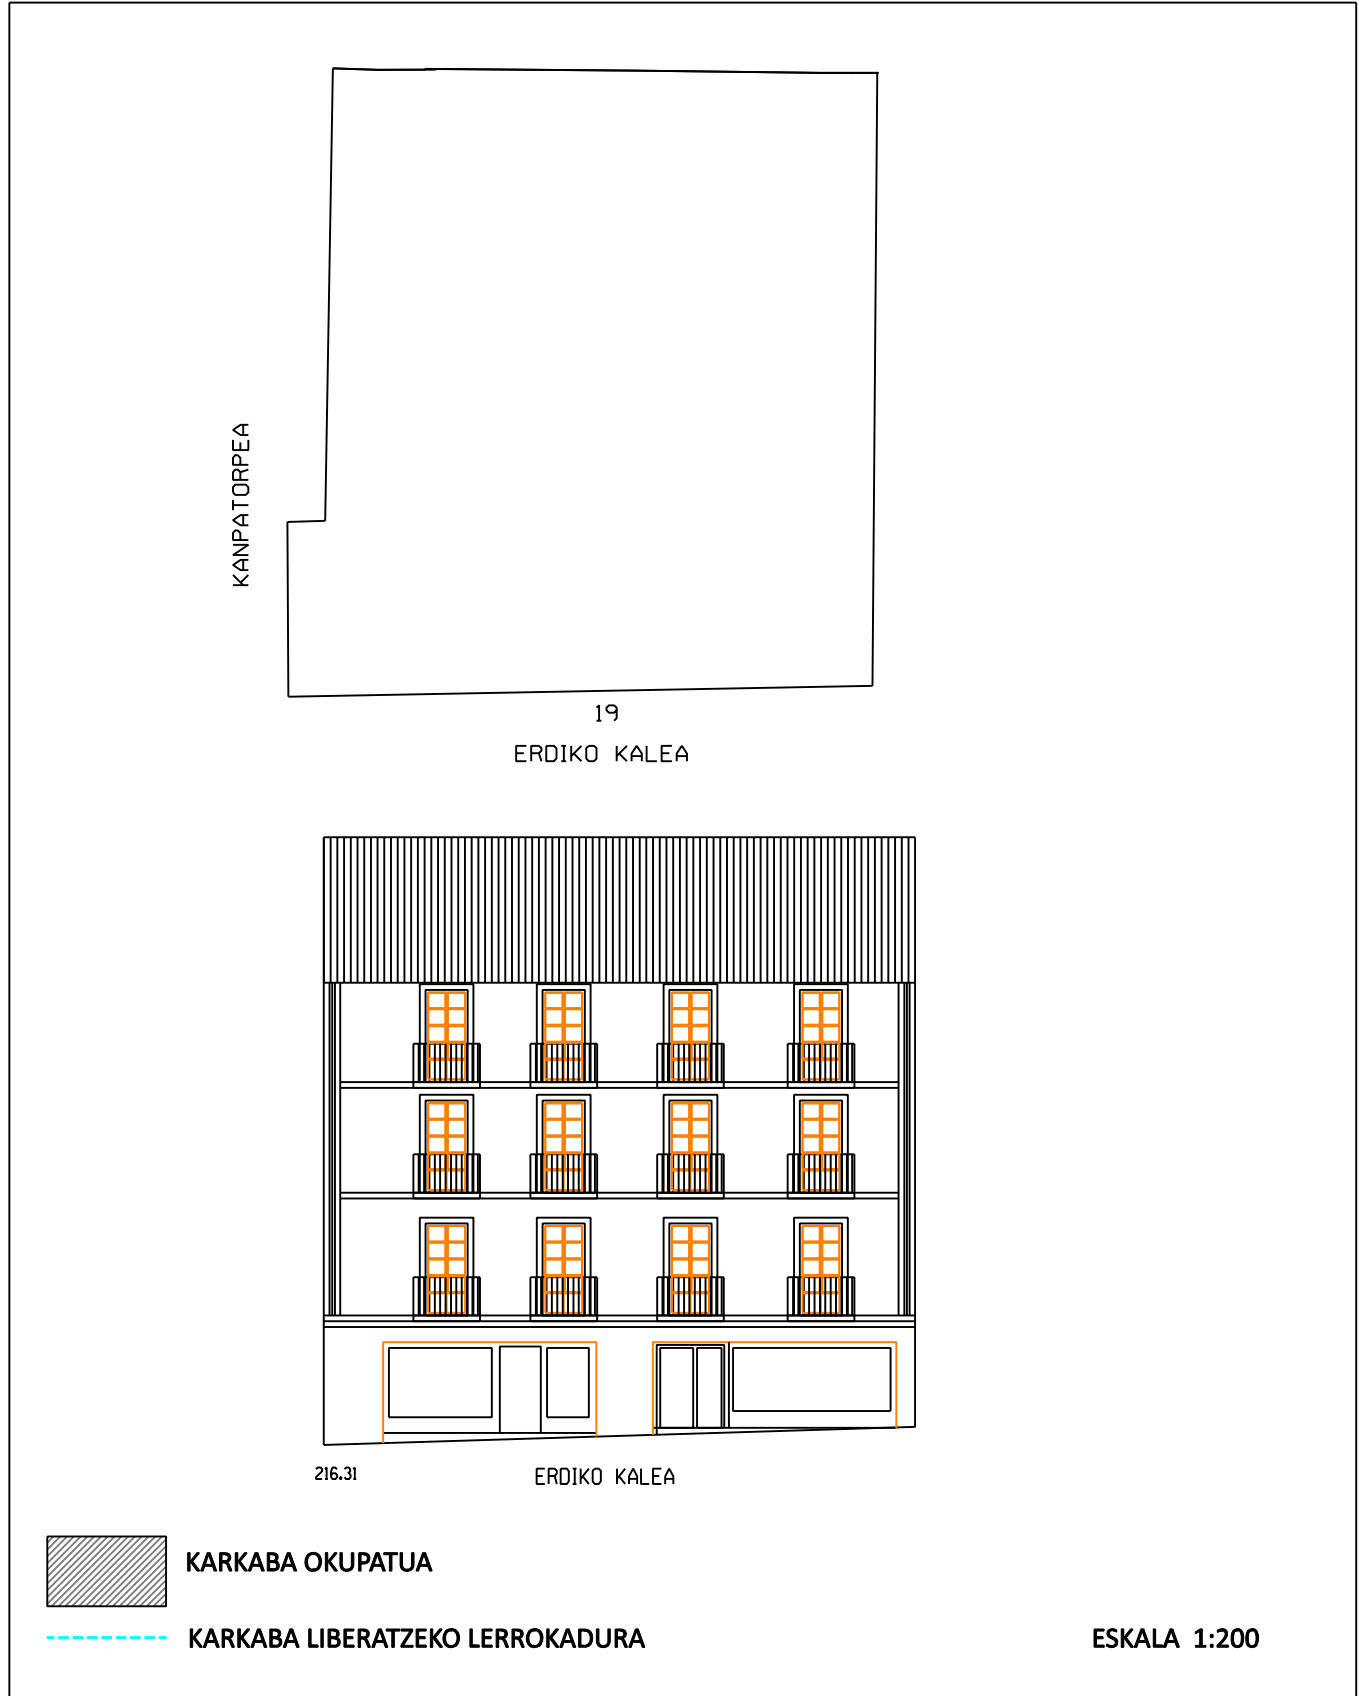 KANPATORPEA
19
ERDIKO KALEA
216.31
ERDIKO KALEA
KARKABA OKUPATUA
KARKABA LIBERATZEKO LERROKADURA
ESKALA 1:200